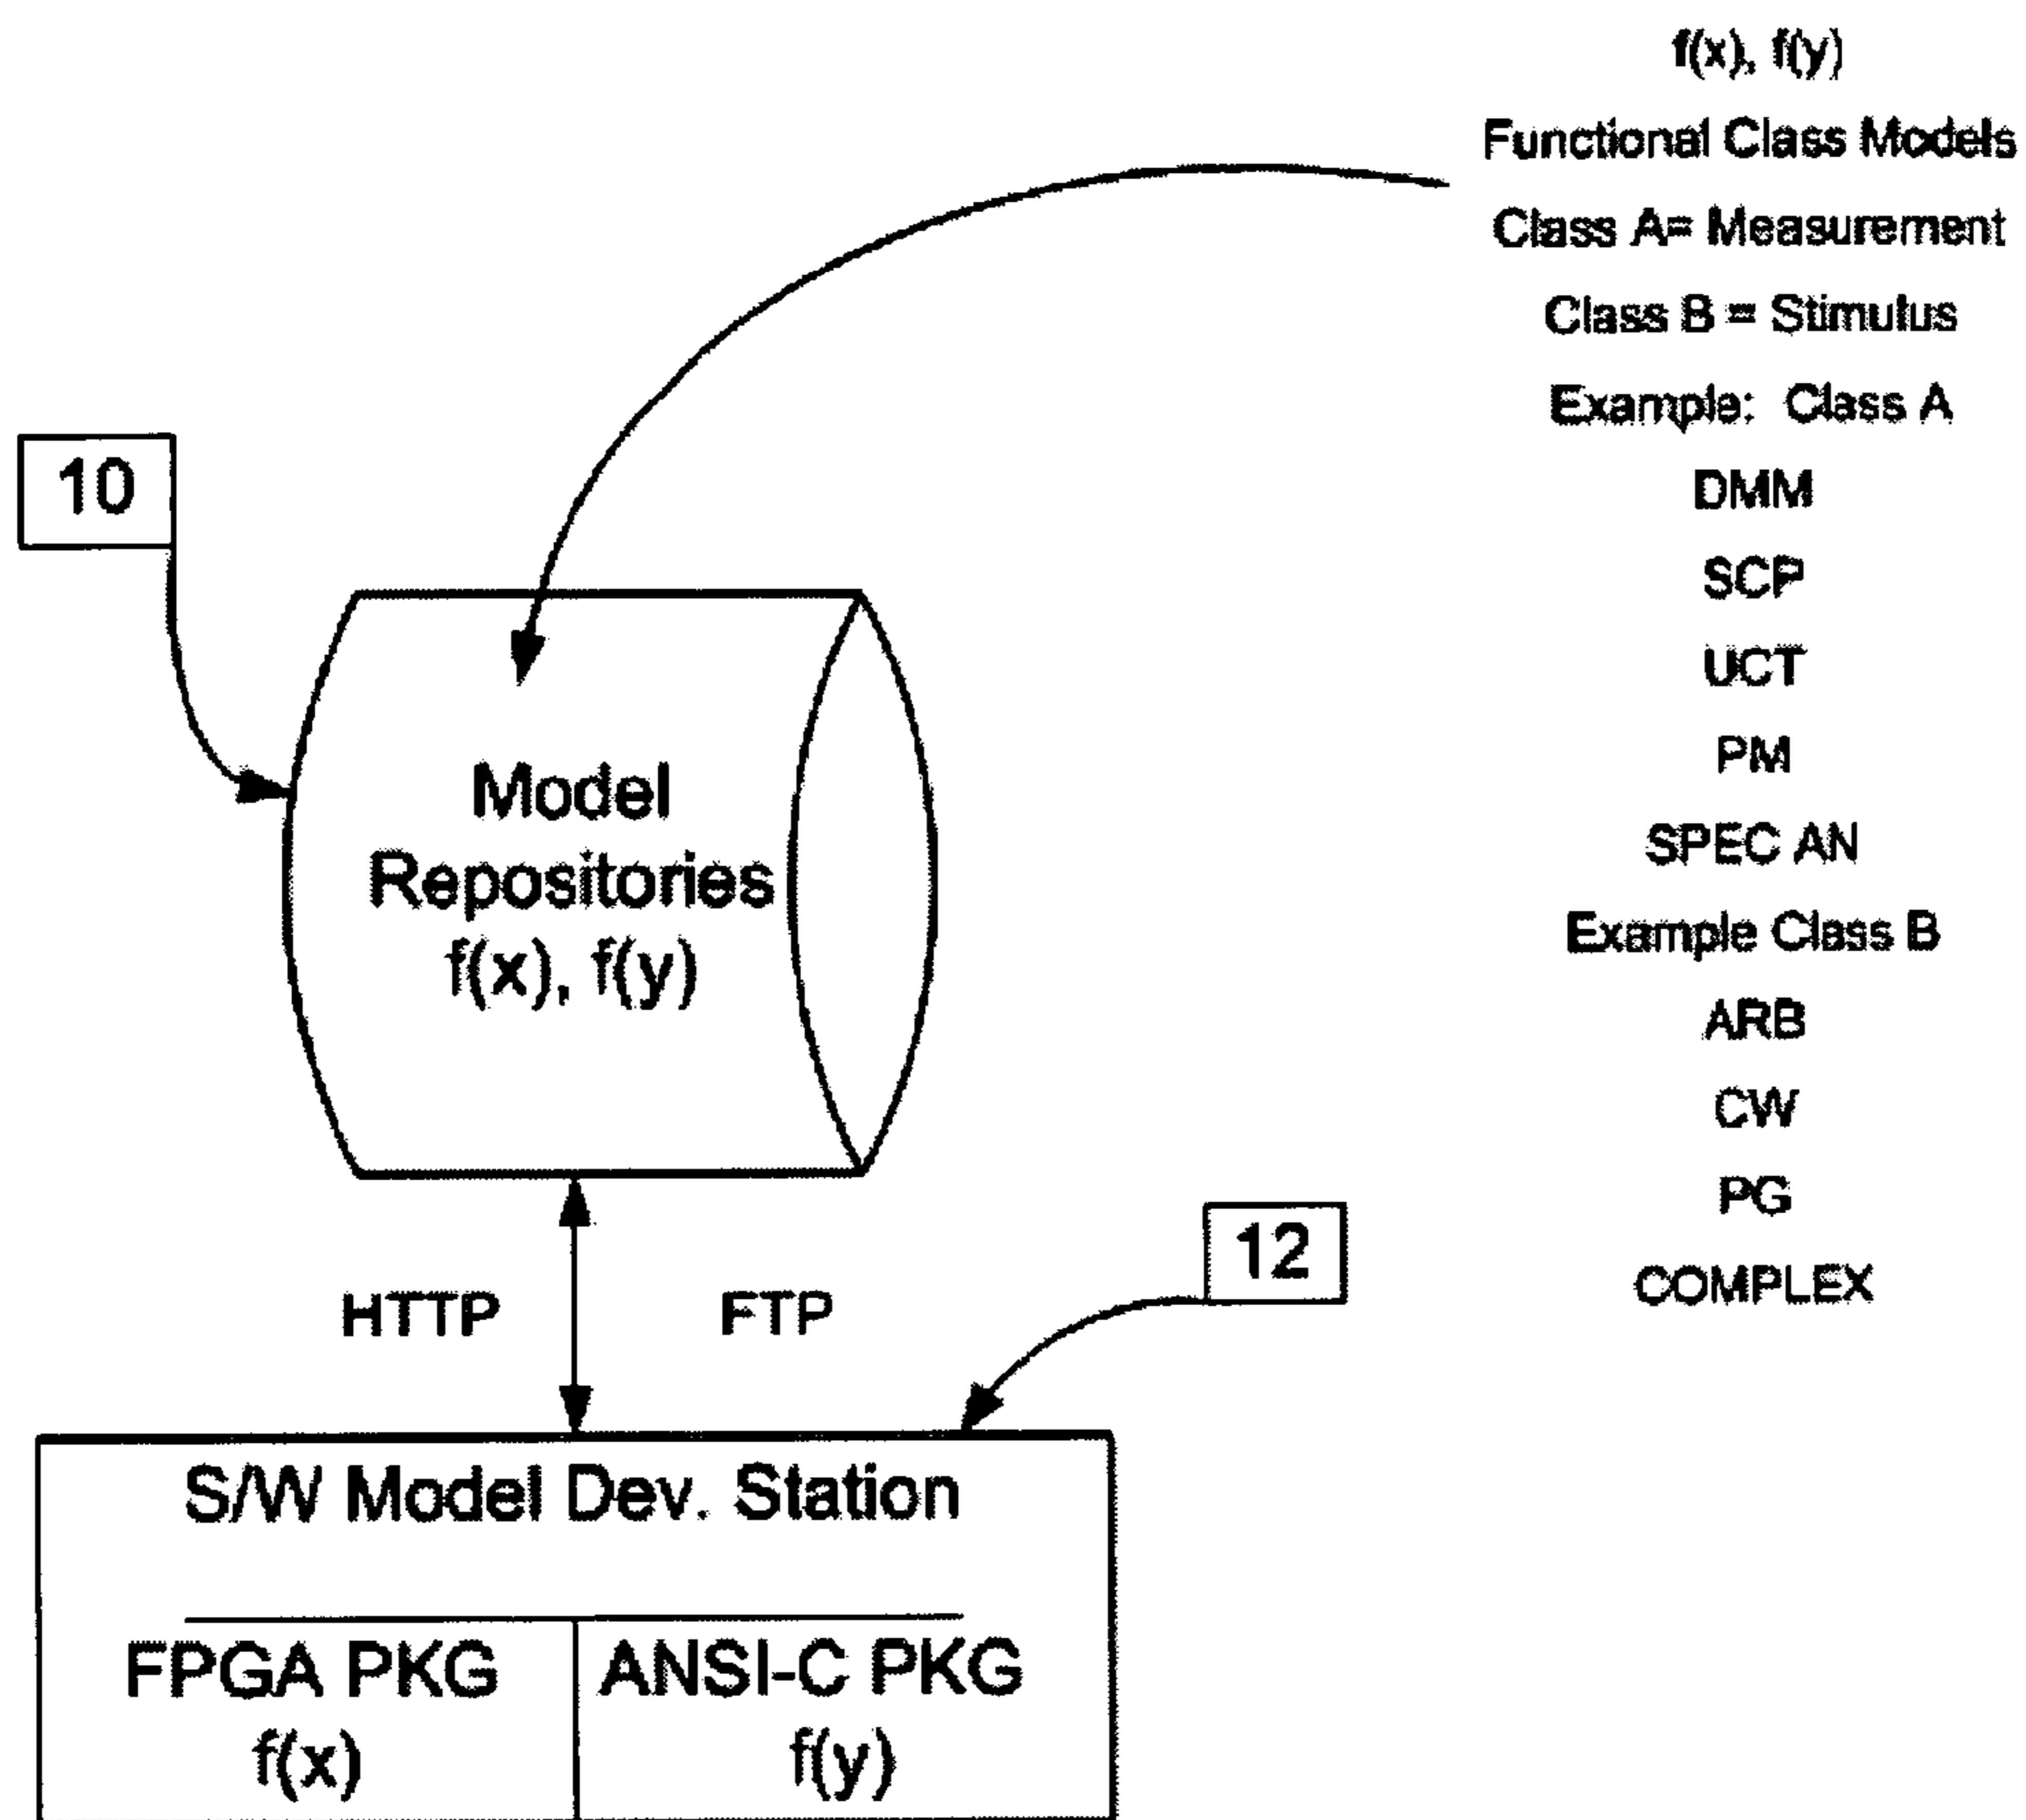 f(x), f(y)
Functional Class Models
Class A= Measurement
Class B = Stimulus
Example: Class A
DMM
SCP
UCT
PM
SPEC AN
Example Class B
ARB
CW
PG
COMPLEX
10
Model
Repositories
f(x), f(y)
HTTP FTP
12
S/W Model Dev. Station
FPGA PKG ANSI-C PKG
f(x) f(y)